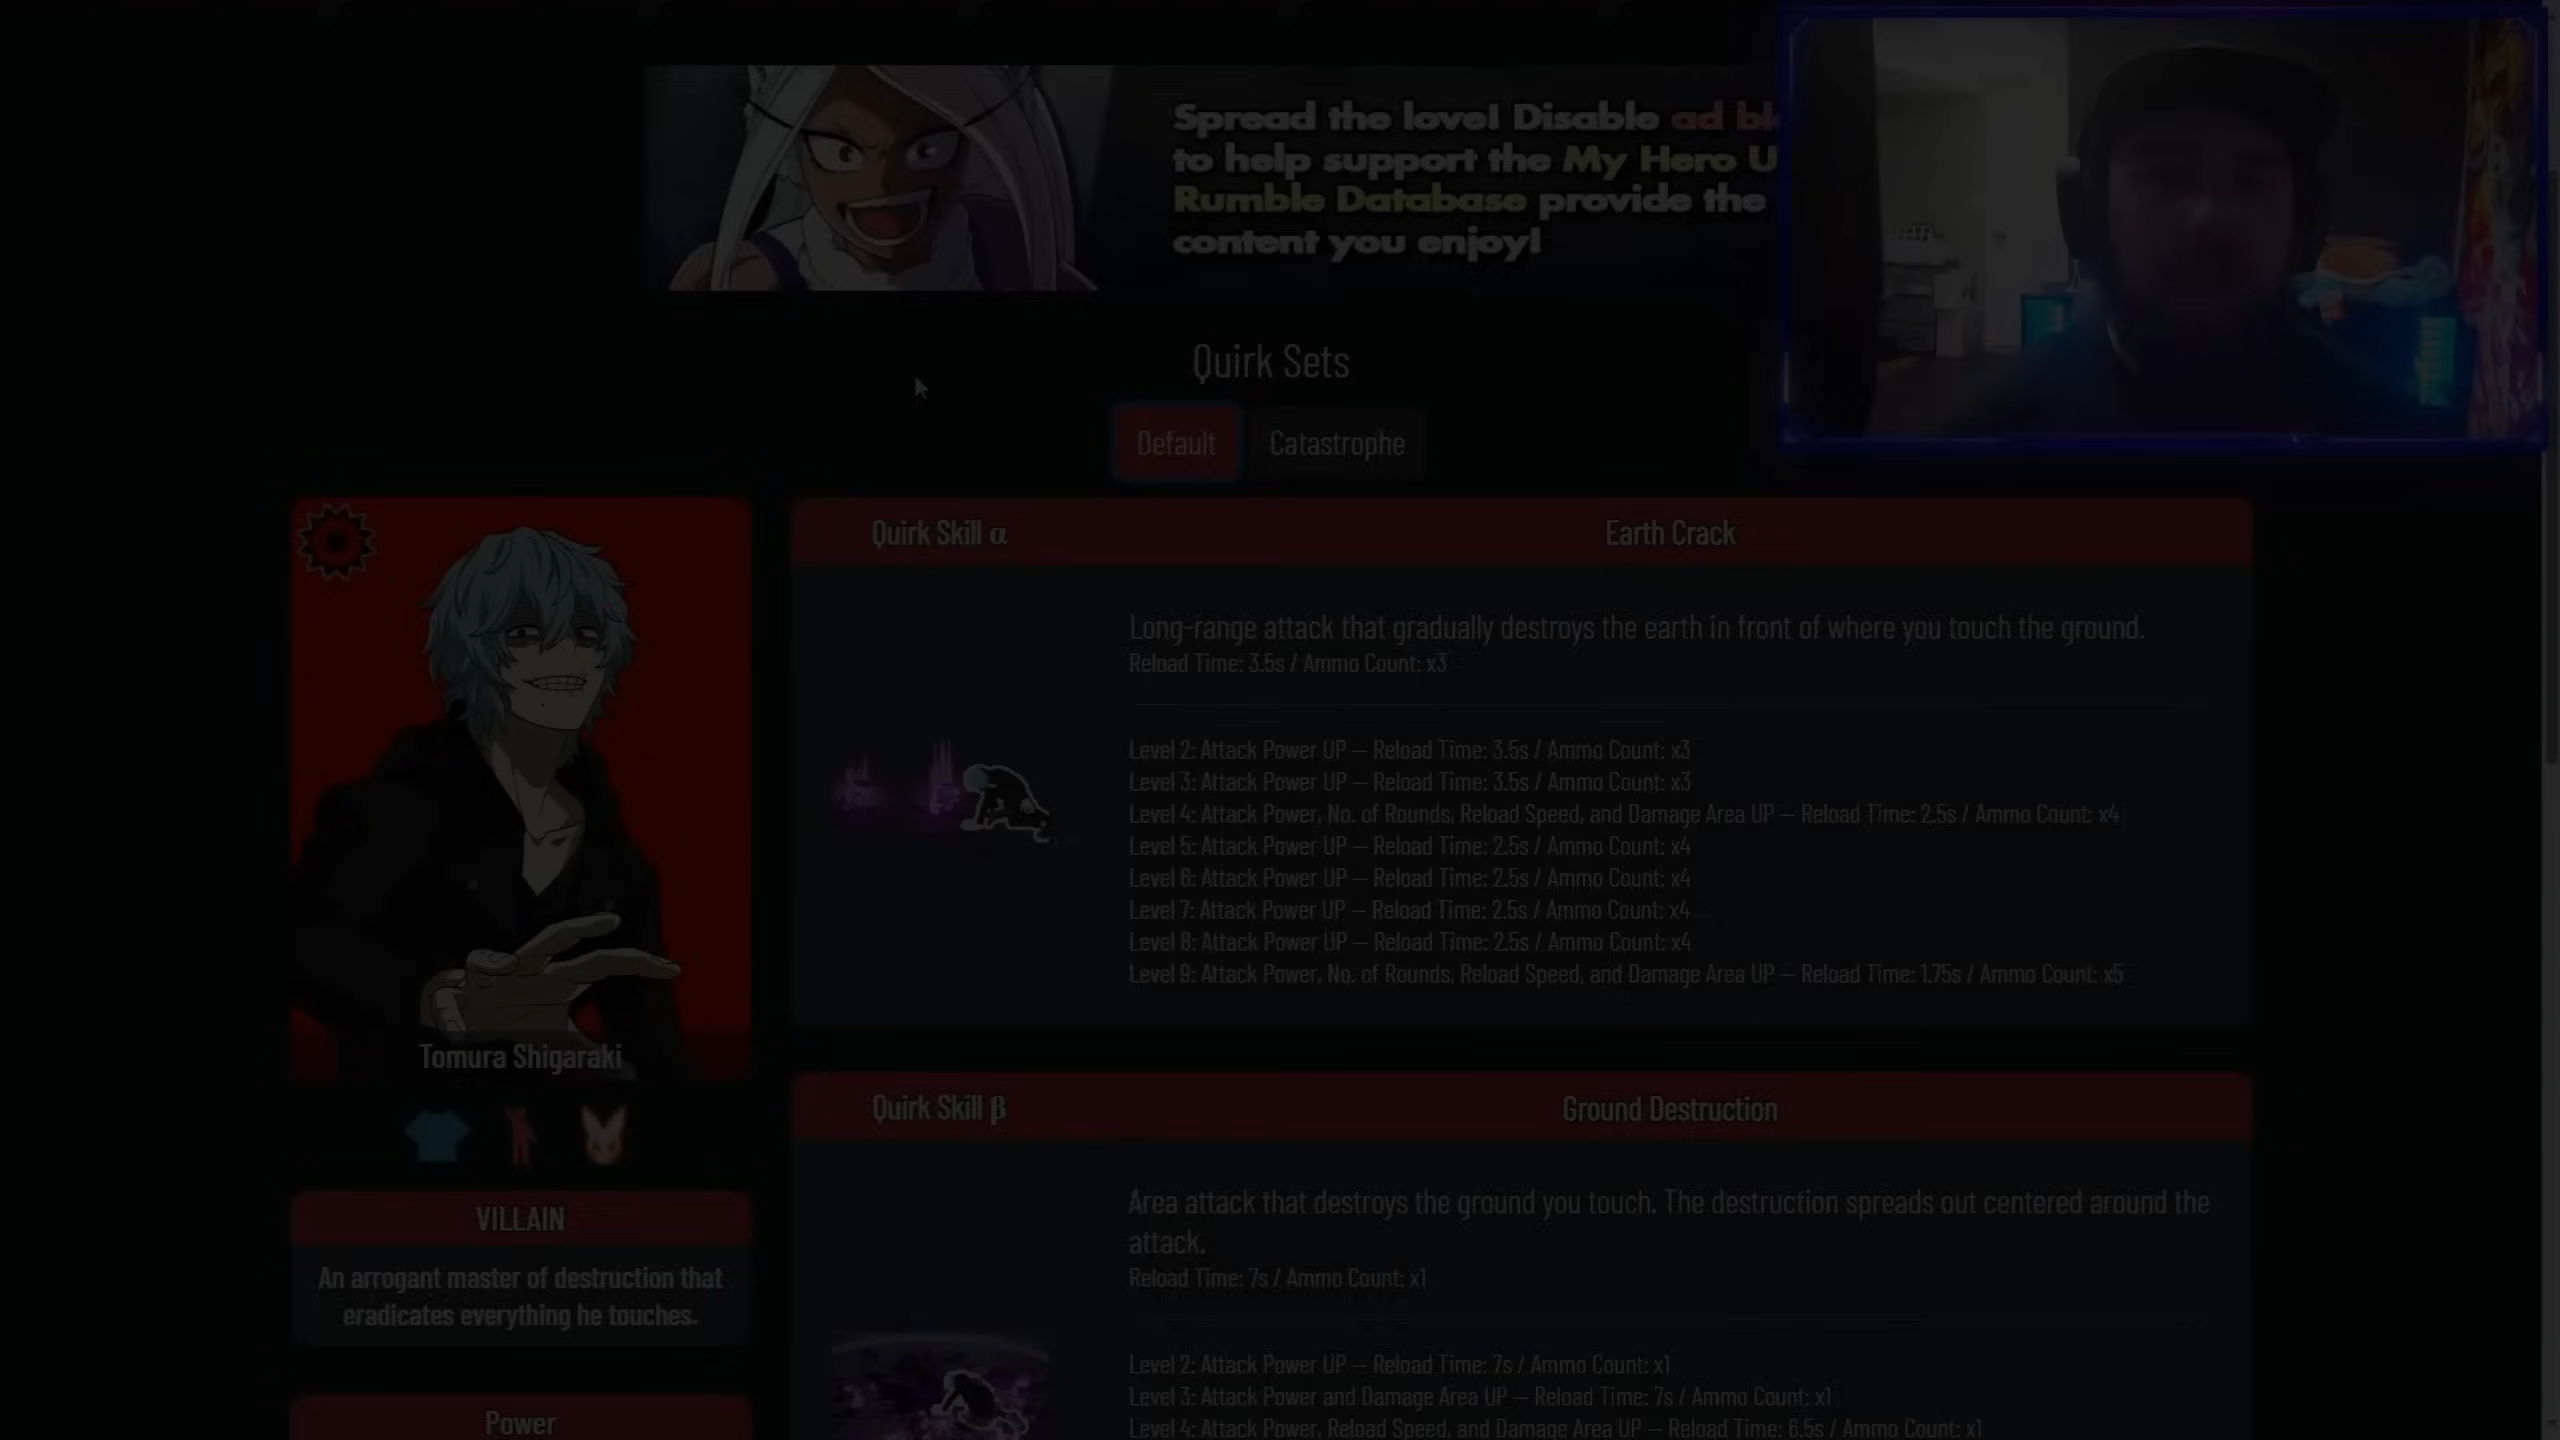 Spread the love! Disable ad
to help support the My Hero
Rumble Database provide the
content you enjoy!
Quirk Sets
Default
Catastrophe
Quirk Skill α
Earth Crack
Long-range attack that gradually destroys the earth in front of where you touch the ground.
Reload Time: 3.5s / Ammo Count: x3
Level 2: Attack Power UP — Reload Time: 3.5s / Ammo Count: x3
Level 3: Attack Power UP — Reload Time: 3.5s / Ammo Count: x3
Level 4: Attack Power, No. of Rounds, Reload Speed, and Damage Area UP — Reload Time: 2.5s / Ammo Count: x4
Level 5: Attack Power UP — Reload Time: 2.5s / Ammo Count: x4
Level 6: Attack Power UP — Reload Time: 2.5s / Ammo Count: x4
Level 7: Attack Power UP — Reload Time: 2.5s / Ammo Count: x4
Level 8: Attack Power UP — Reload Time: 2.5s / Ammo Count: x4
Level 9: Attack Power, No. of Rounds, Reload Speed, and Damage Area UP — Reload Time: 1.75s / Ammo Count: x5
Tomura Shigaraki
VILLAIN
An arrogant master of destruction that
eradicates everything he touches.
Power
Quirk Skill β
Ground Destruction
Area attack that destroys the ground you touch. The destruction spreads out centered around the
attack.
Reload Time: 7s / Ammo Count: x1
Level 2: Attack Power UP — Reload Time: 7s / Ammo Count: x1
Level 3: Attack Power and Damage Area UP — Reload Time: 7s / Ammo Count: x1
Level 4: Attack Power, Reload Speed, and Damage Area UP — Reload Time: 6.5s / Ammo Count: x1